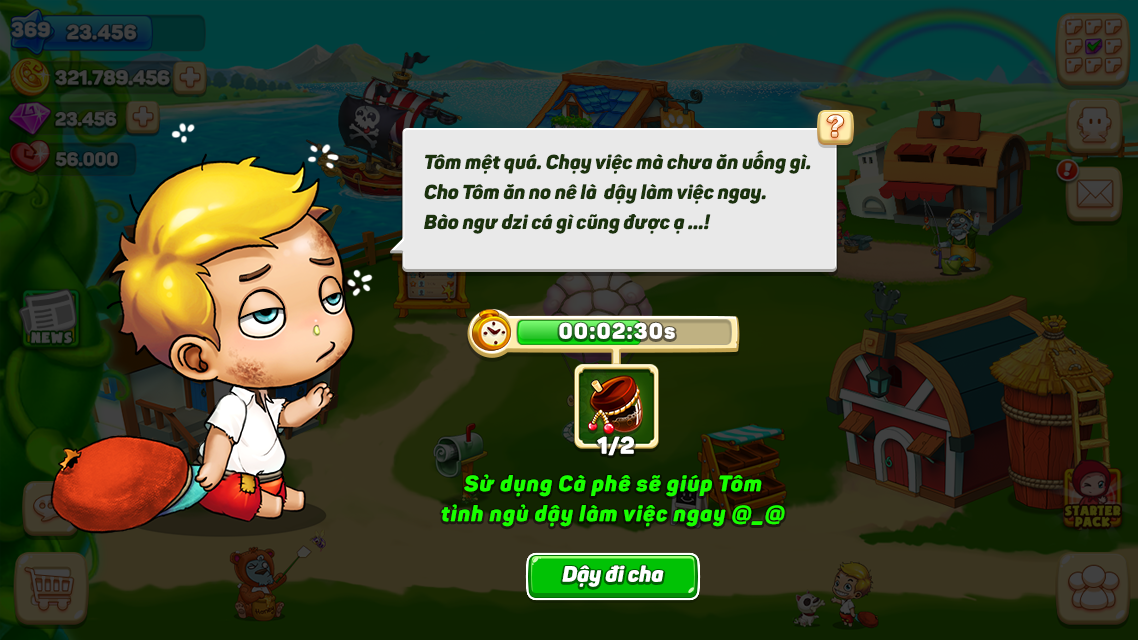 369
23.456
321.789.456
23.456
56.000
?
Tôm mệt quá. Chạy việc mà chưa ăn uống gì.
Cho Tôm ăn no nê là dậy làm việc ngay.
Bào ngư dzi cá gì cũng được ạ ...!
!
NEWS
00:02:30s
1/2
Sử dụng Cà phê sẽ giúp Tôm
tỉnh ngủ dậy làm việc ngay @_@
STARTER
PACK
Dậy đi cha